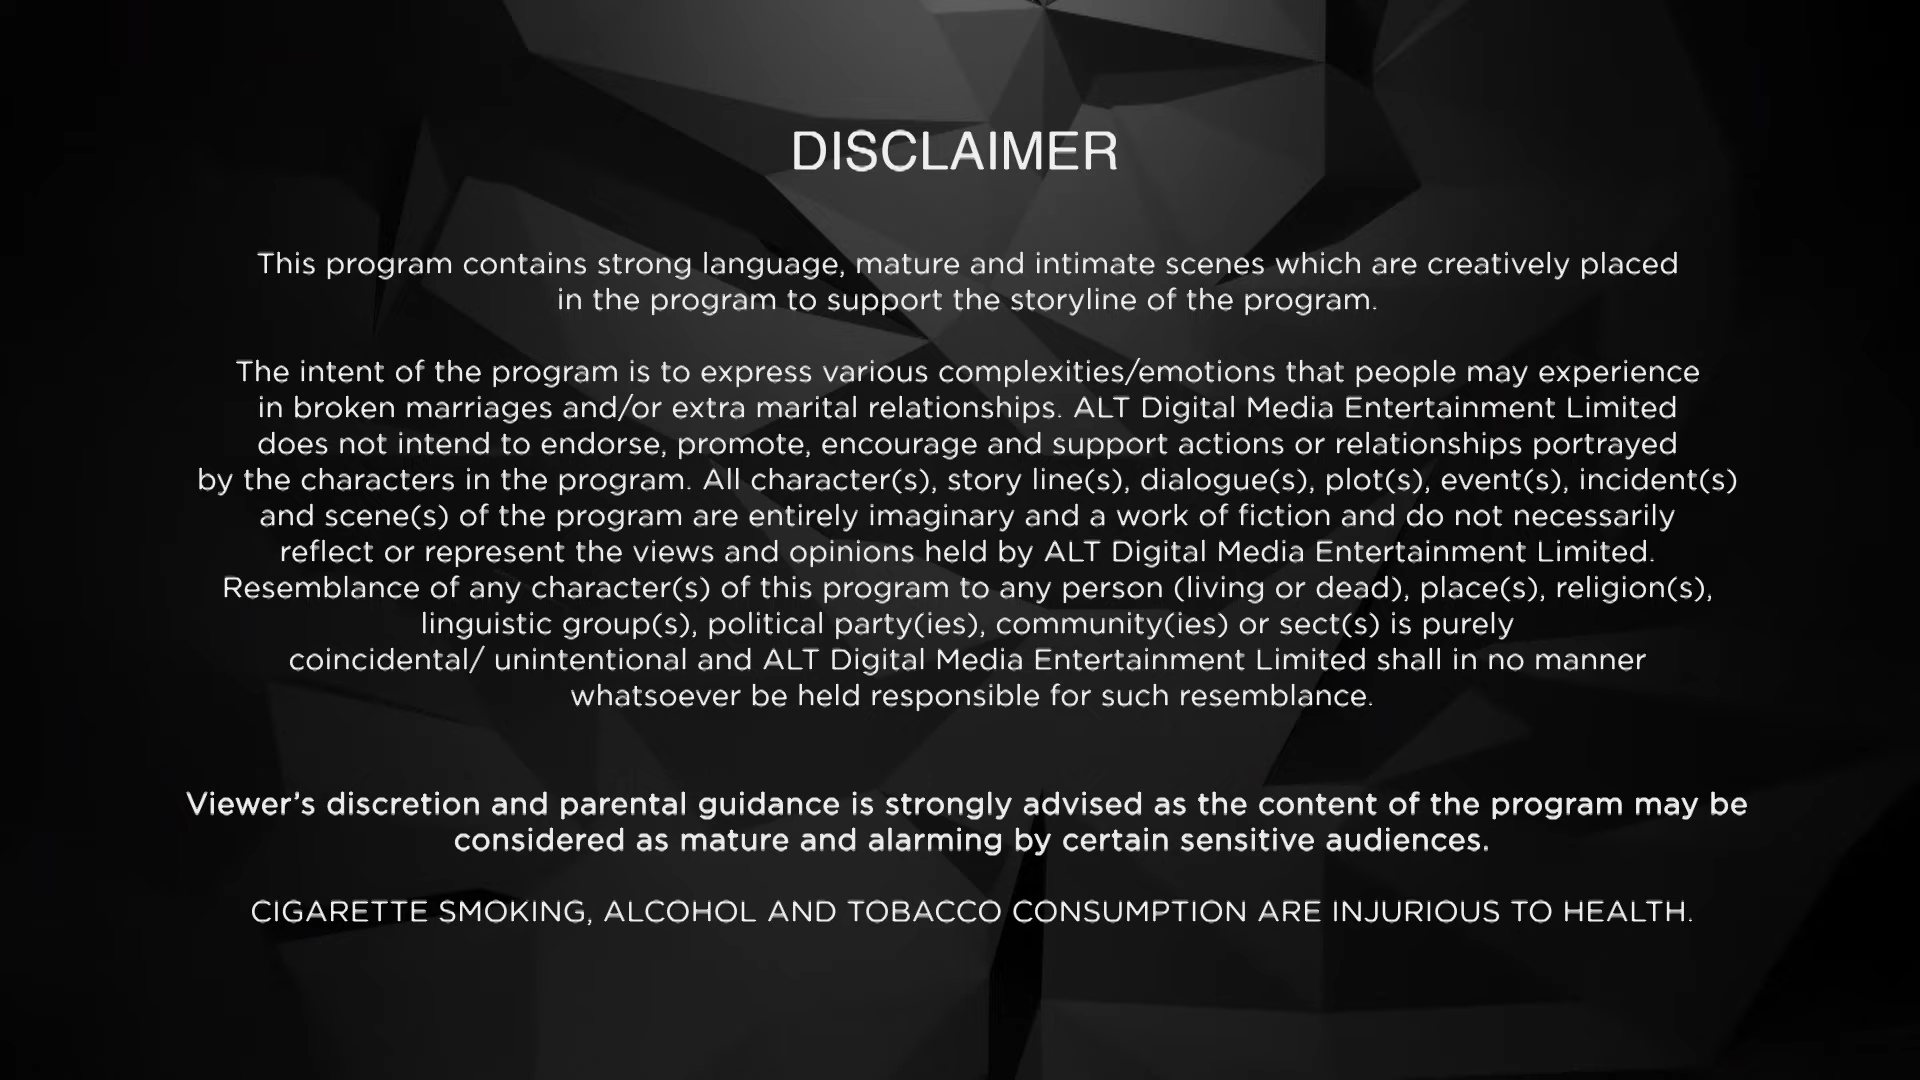 DISCLAIMER
This program contains strong language, mature and intimate scenes which are creatively placed
in the program to support the storyline of the program.
The intent of the program is to express various complexities/emotions that people may experience
in broken marriages and/or extra marital relationships. ALT Digital Media Entertainment Limited
does not intend to endorse, promote, encourage and support actions or relationships portrayed
by the characters in the program. All character(s), story line(s), dialogue(s), plot(s), event(s), incident(s)
and scene(s) of the program are entirely imaginary and a work of fiction and do not necessarily
reflect or represent the views and opinions held by ALT Digital Media Entertainment Limited.
Resemblance of any character(s) of this program to any person (living or dead), place(s), religion(s),
linguistic group(s), political party(ies), community(ies) or sect(s) is purely
coincidental/ unintentional and ALT Digital Media Entertainment Limited shall in no manner
whatsoever be held responsible for such resemblance.
Viewer's discretion and parental guidance is strongly advised as the content of the program may be
considered as mature and alarming by certain sensitive audiences.
CIGARETTE SMOKING, ALCOHOL AND TOBACCO CONSUMPTION ARE INJURIOUS TO HEALTH.